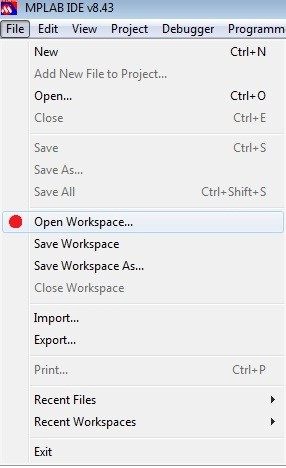 MPLAB IDE v8.43
File Edit View Project Debugger
New Ctrl+N
Add New File to Project...
Open... Ctrl+O
Close Ctrl+E
Save Ctrl+S
Save As...
Save All Ctrl+Shift+S
Open Workspace...
Save Workspace
Save Workspace As...
Close Workspace
Import...
Export...
Print... Ctrl+P
Recent Files
Recent Workspaces
Exit